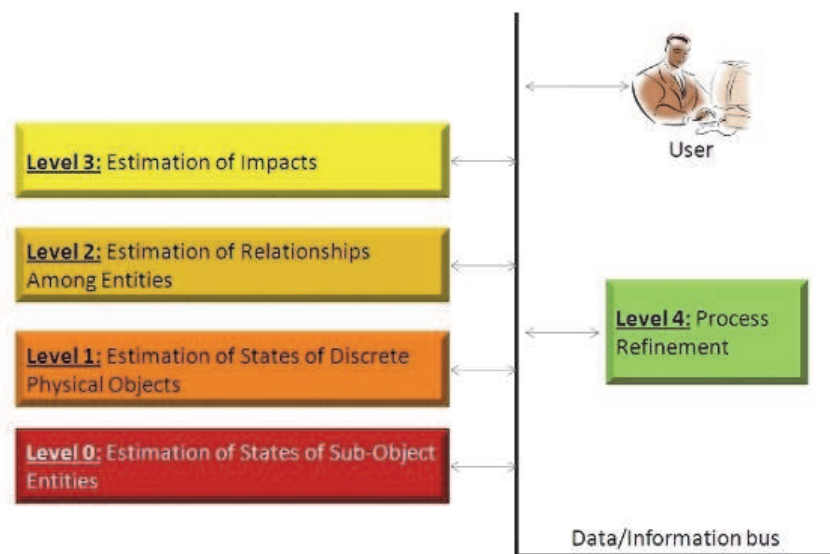 User
Level 3: Estimation of Impacts
Level 2: Estimation of Relationships
Among Entities
Level 4: Process
Refinement
Level 1: Estimation of States of Discrete
Physical Objects
Level 0: Estimation of States of Sub-Object
Entities
Data/Information bus